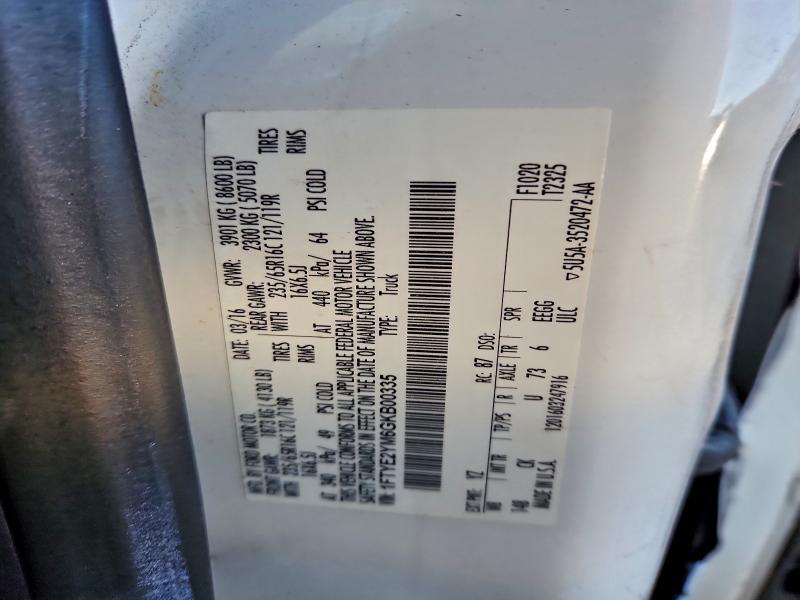 MFD. BY FORD MOTOR CO. DATE: 03/16 GVWR: 3901 KG ( 8600 LB)
FRONT GAWR: 1873 KG ( 4130 LB) REAR GAWR: 2300 KG ( 5070 LB)
WITH 235/65R16C 121/119R TIRES WITH 235/65R16C 121/119R TIRES
16X6.5J RIMS 16X6.5J RIMS
AT 340 kPa/ 49 PSI COLD AT 440 kPa/ 64 PSI COLD
THIS VEHICLE CONFORMS TO ALL APPLICABLE FEDERAL MOTOR VEHICLE
SAFETY STANDARDS IN EFFECT ON THE DATE OF MANUFACTURE SHOWN ABOVE.
VIN: 1FTYE2YM6GKB00335 TYPE: Truck
EXT PNT: YZ RC: 87 DSO: F1020
WB INT TR TP/PS R AXLE TR SPR T2325
148 CK U 73 6 EEGG
MADE IN U.S.A. 1201603247916 ULC
5U5A-3520472-AA